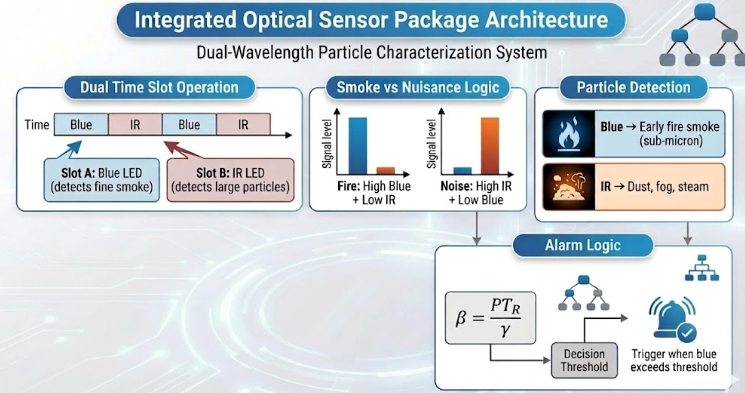 Integrated Optical Sensor Package Architecture
Dual-Wavelength Particle Characterization System
Dual Time Slot Operation
Time
Blue
IR
Blue
IR
Slot A: Blue LED
(detects fine smoke)
Slot B: IR LED
(detects large particles)
Smoke vs Nuisance Logic
Signal level
Fire: High Blue
+ Low IR
Signal level
Noise: High IR
+ Low Blue
Particle Detection
Blue → Early fire smoke
(sub-micron)
IR → Dust, fog, steam
Alarm Logic
β = PT_R / γ
Decision
Threshold
Trigger when blue
exceeds threshold